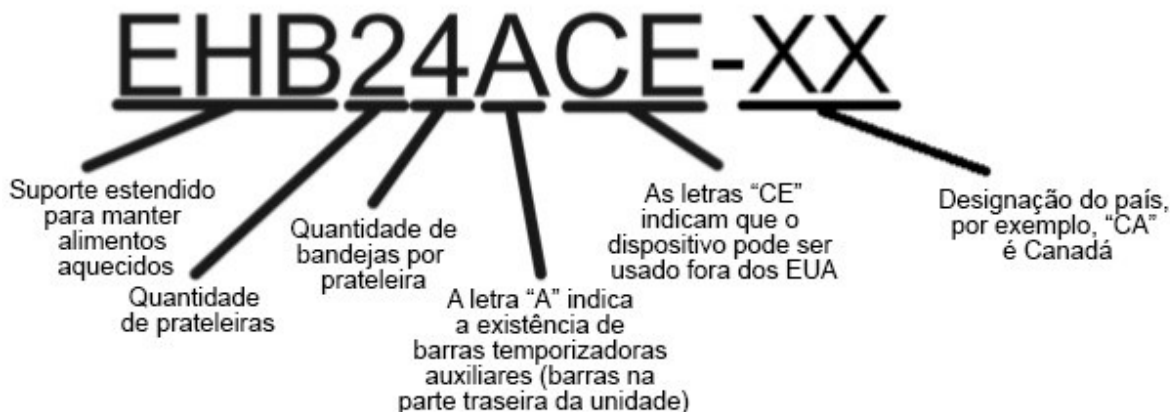 EHB24ACE-XX
Suporte estendido
para manter
alimentos
aquecidos
Quantidade
de prateleiras
Quantidade de
bandejas por
prateleira
A letra “A” indica
a existência de
barras temporizadoras
auxiliares (barras na
parte traseira da unidade)
As letras “CE”
indicam que o
dispositivo pode ser
usado fora dos EUA
Designação do país,
por exemplo, “CA”
é Canadá